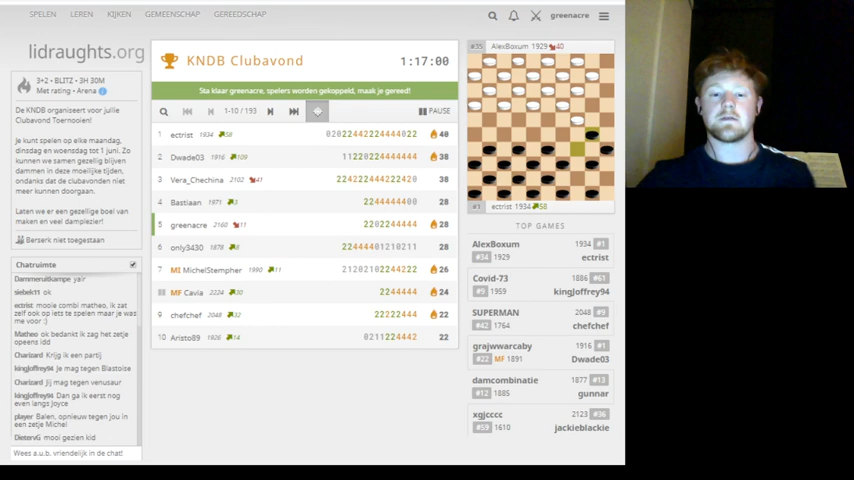 SPELEN LEREN KIJKEN GEMEENSCHAP GEREEDSCHAP
greenacre
lidraughts.org
3+2 • BLITZ • 3H 30M
Met rating • Arena
De KNDB organiseert voor jullie
Clubavond Toernooien!
Je kunt spelen op elke maandag,
dinsdag en woensdag tot 1 juni. Zo
kunnen we samen gezellig blijven
dammen in deze moeilijke tijden,
ondanks dat de clubavonden niet
meer kunnen doorgaan.
Laten we er een gezellige boel van
maken en veel damplezier!
Berserk niet toegestaan
Chatruimte
Dammeruitkampe yair
siebek11 ok
ectrist mooie combi matheo, ik zat
zelf ook op iets te spelen maar je was
me voor :)
Matheo ok bedankt ik zag het zetje
opeens idd
Charizard Krijg ik een partij
kingJoffrey94 Je mag tegen Blastoise
Charizard Jij mag tegen venusaur
kingJoffrey94 Dan ga ik eerst nog
even langs Joyce
player Balen, opnieuw tegen jou in
een zetje Michel
DietervG mooi gezien kid
Wees a.u.b. vriendelijk in de chat!
KNDB Clubavond 1:17:00
Sta klaar greenacre, spelers worden gekoppeld, maak je gereed!
1-10 / 193 PAUSE
1 ectrist 1934 58 02022442224444022 40
2 Dwade03 1916 109 1122022444444 38
3 Vera_Chechina 2102 41 224222444222420 38
4 Bastiaan 1971 3 2244444400 28
5 greenacre 2160 11 2202244444 28
6 only3430 1878 8 22444401210211 28
7 MI MichelStempher 1990 11 21202102244222 26
MF Cavia 2224 30 2244444 24
9 chefchef 2048 32 22222444 22
10 Aristo89 1926 14 0211224442 22
#35 AlexBoxum 1929 40
#1 ectrist 1934 58
TOP GAMES
AlexBoxum 1934 #1
#34 1929 ectrist
Covid-73 1886 #61
#9 1959 kingJoffrey94
SUPERMAN 2048 #9
#42 1764 chefchef
grajwwarcaby 1916 #1
#22 MF 1891 Dwade03
damcombinatie 1877 #13
#12 1885 gunnar
xgjcccc 2123 #36
#59 1610 jackieblackie